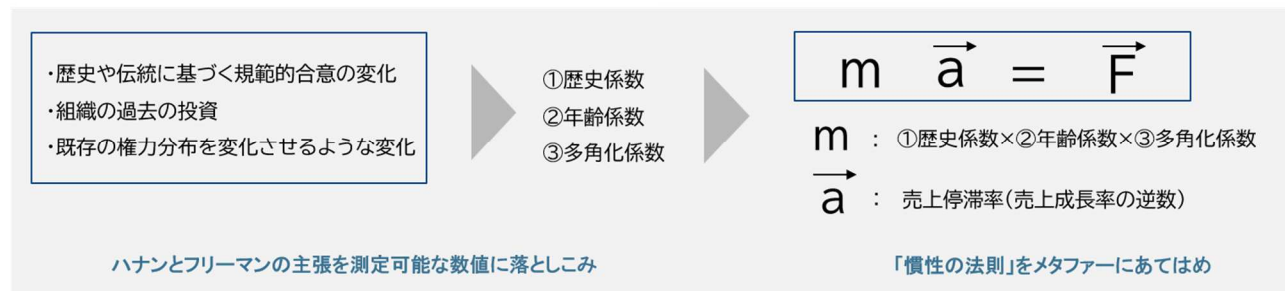 ・歴史や伝統に基づく規範的合意の変化
・組織の過去の投資
・既存の権力分布を変化させるような変化
①歴史係数
②年齢係数
③多角化係数
m a = F
m : ①歴史係数×②年齢係数×③多角化係数
a : 売上停滞率(売上成長率の逆数)
ハナンとフリーマンの主張を測定可能な数値に落としこみ
「慣性の法則」をメタファーにあてはめ